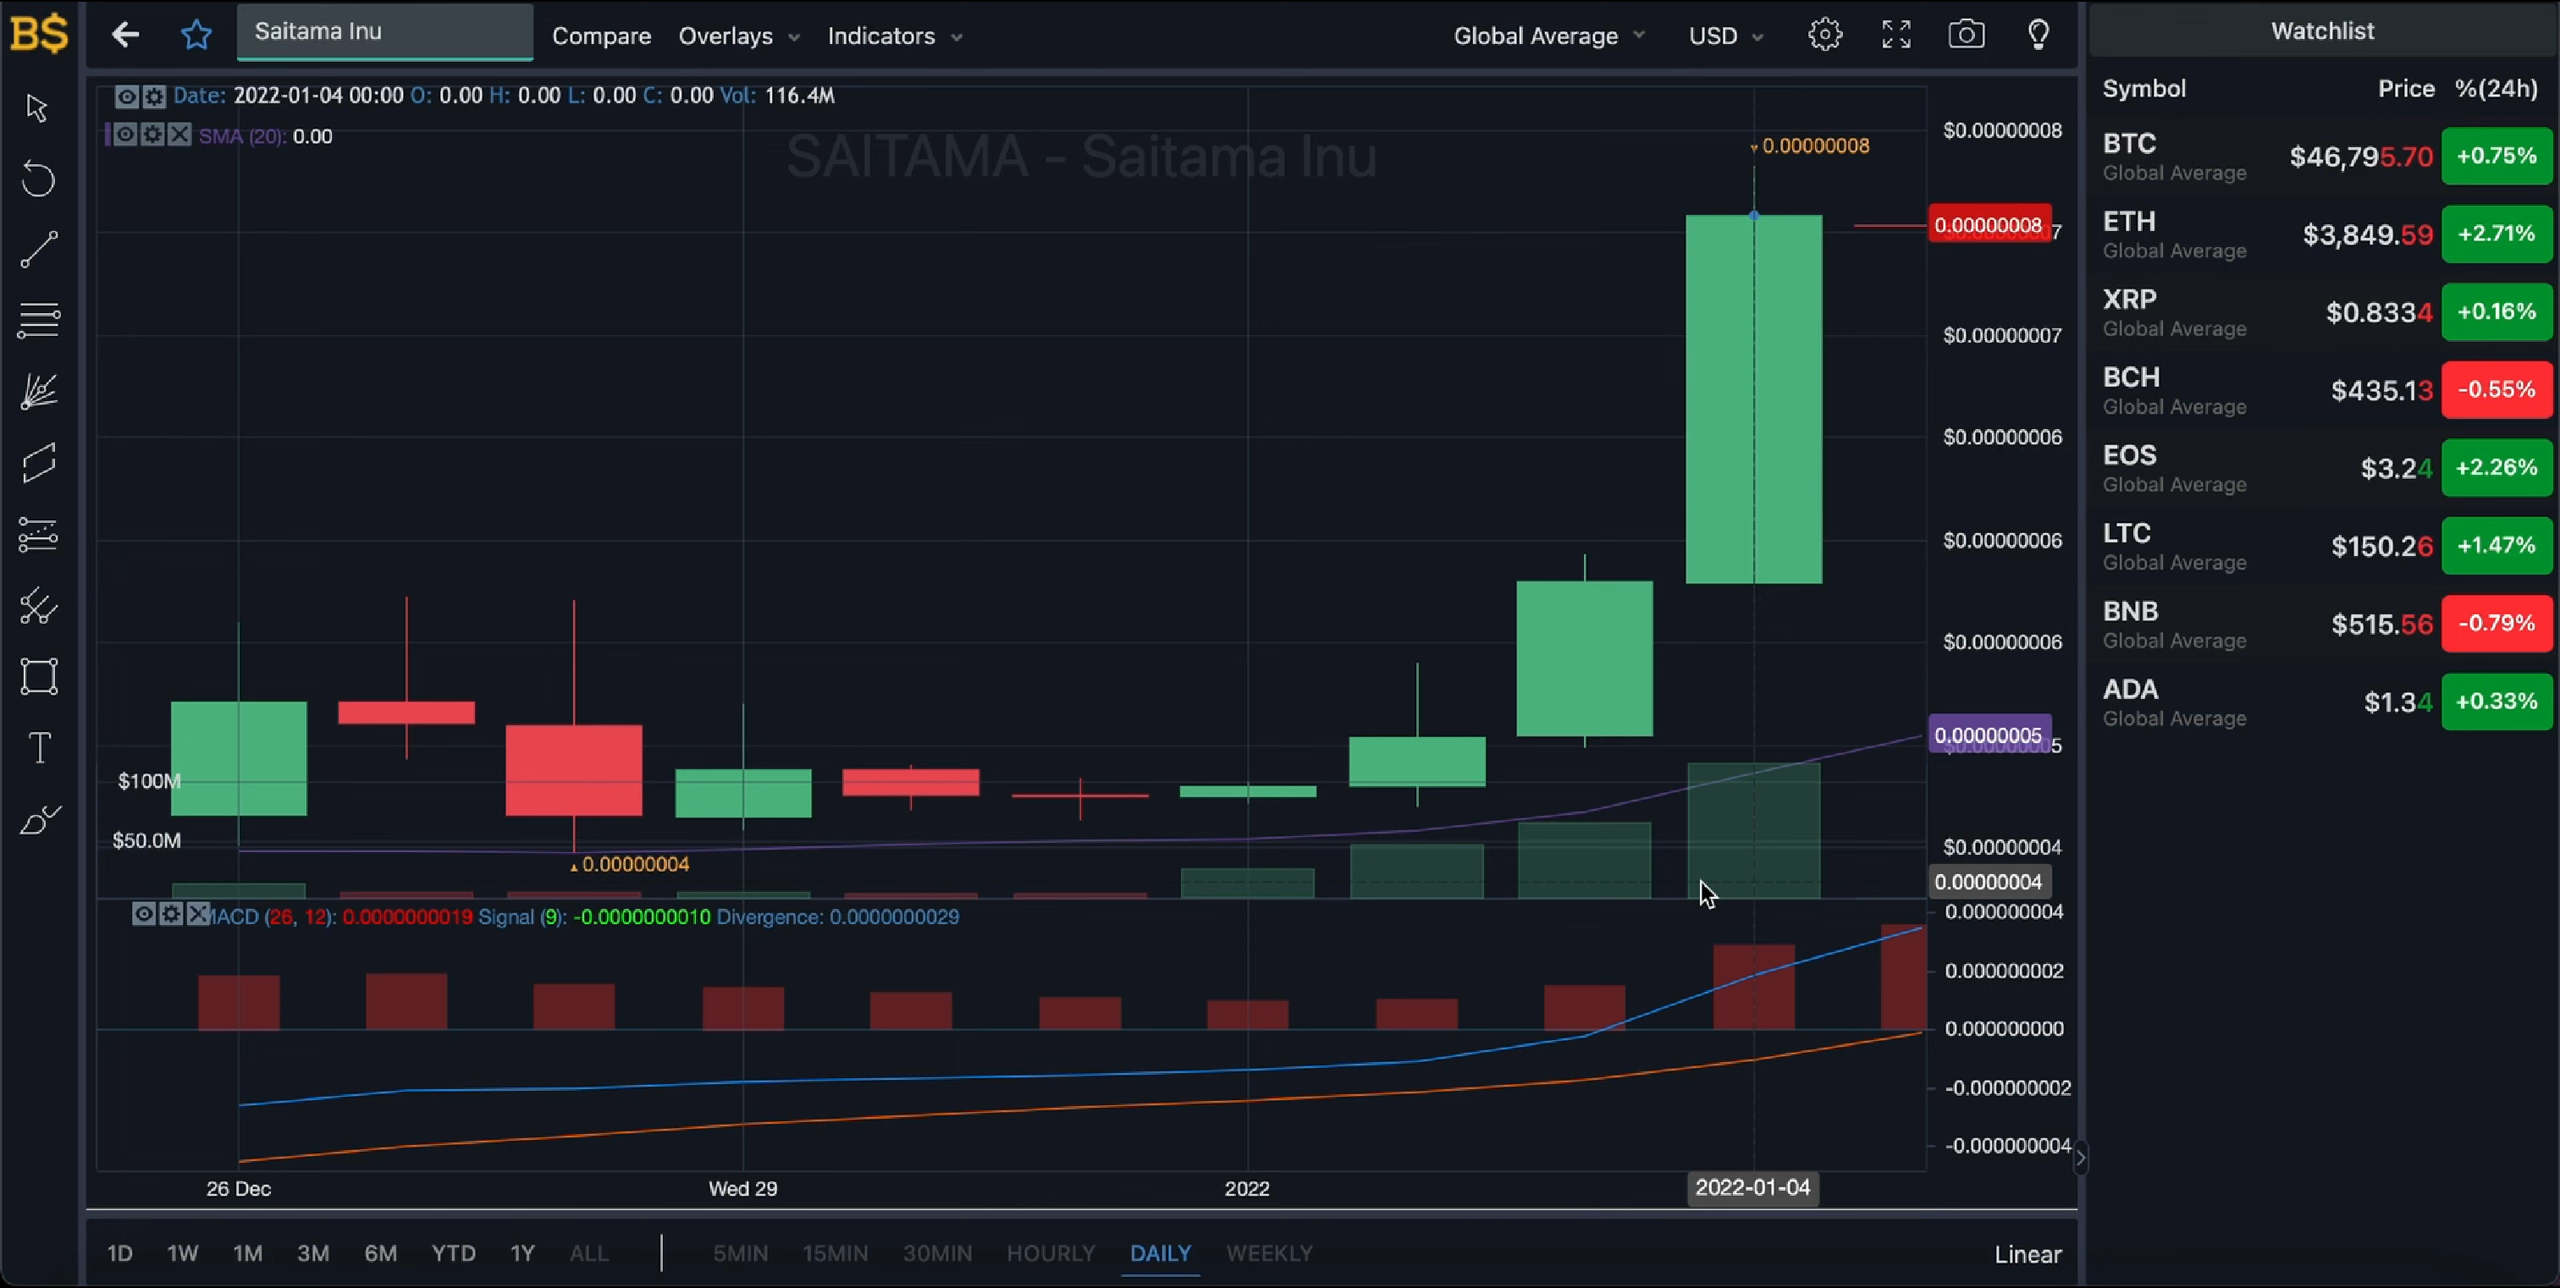 B$
Saitama Inu
Compare
Overlays
Indicators
Global Average
USD
Watchlist
Date: 2022-01-04 00:00 O: 0.00 H: 0.00 L: 0.00 C: 0.00 Vol: 116.4M
SMA (20): 0.00
SAITAMA - Saitama Inu
Symbol Price %(24h)
BTC $46,795.70 +0.75%
Global Average
ETH $3,849.59 +2.71%
Global Average
XRP $0.8334 +0.16%
Global Average
BCH $435.13 -0.55%
Global Average
EOS $3.24 +2.26%
Global Average
LTC $150.26 +1.47%
Global Average
BNB $515.56 -0.79%
Global Average
ADA $1.34 +0.33%
Global Average
0.00000008
0.00000004
$100M
$50.0M
$0.00000008
0.00000008
$0.00000007
$0.00000006
$0.00000006
$0.00000006
0.00000005
$0.00000004
0.00000004
MACD (26, 12): 0.0000000019 Signal (9): -0.0000000010 Divergence: 0.0000000029
0.000000004
0.000000002
0.000000000
-0.000000002
-0.000000004
26 Dec
Wed 29
2022
2022-01-04
1D 1W 1M 3M 6M YTD 1Y ALL
5MIN 15MIN 30MIN HOURLY DAILY WEEKLY
Linear